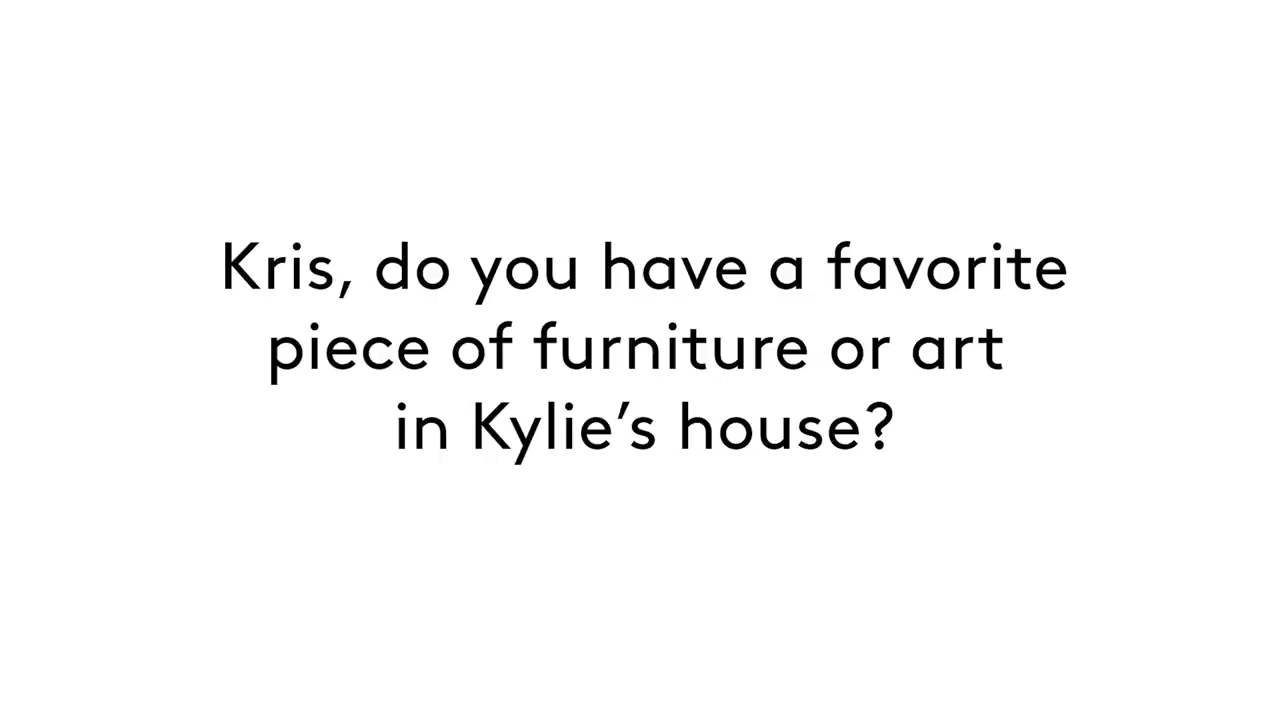 Kris, do you have a favorite
piece of furniture or art
in Kylie’s house?